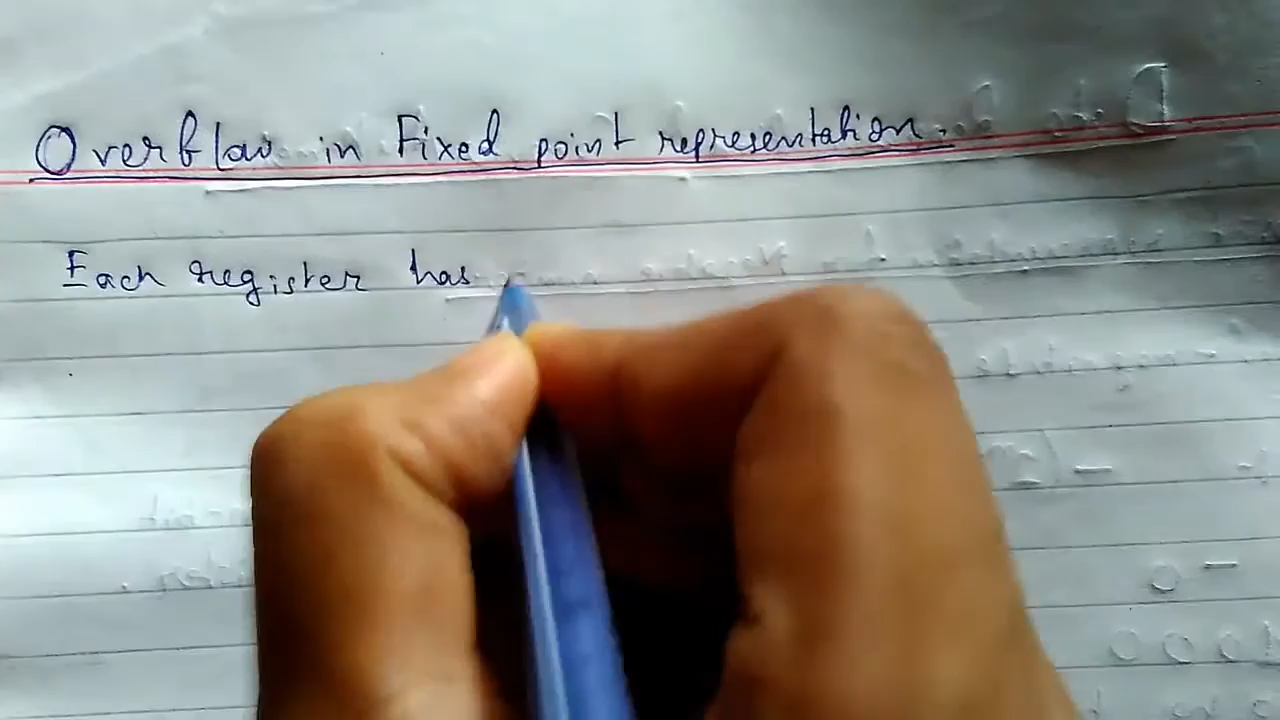 Overflow in Fixed point representation.
Each register has